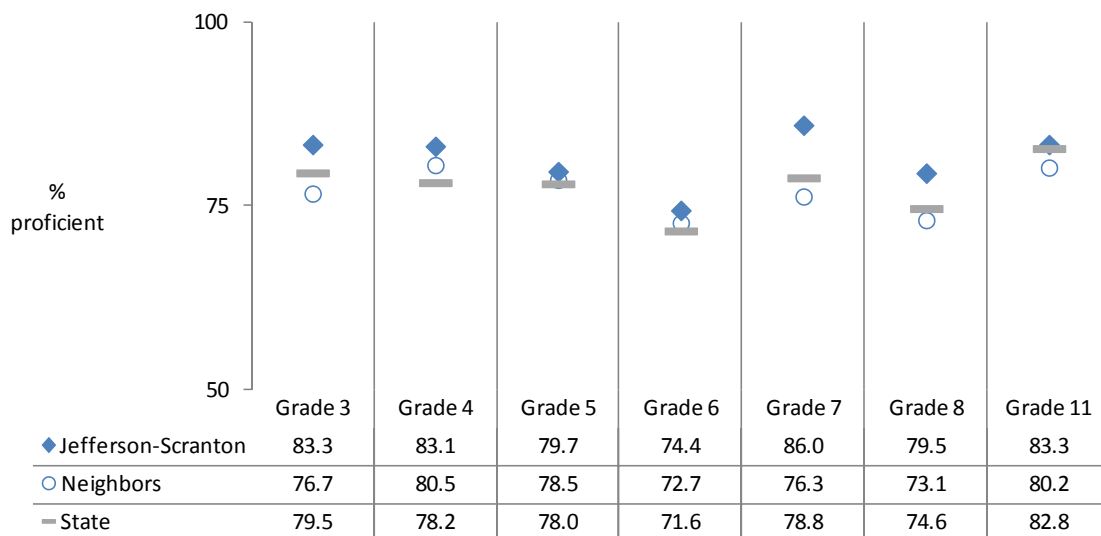 100
75
%
proficient
50
Grade 3 Grade 4 Grade 5 Grade 6 Grade 7 Grade 8 Grade 11
Jefferson-Scranton 83.3 83.1 79.7 74.4 86.0 79.5 83.3
Neighbors 76.7 80.5 78.5 72.7 76.3 73.1 80.2
State 79.5 78.2 78.0 71.6 78.8 74.6 82.8